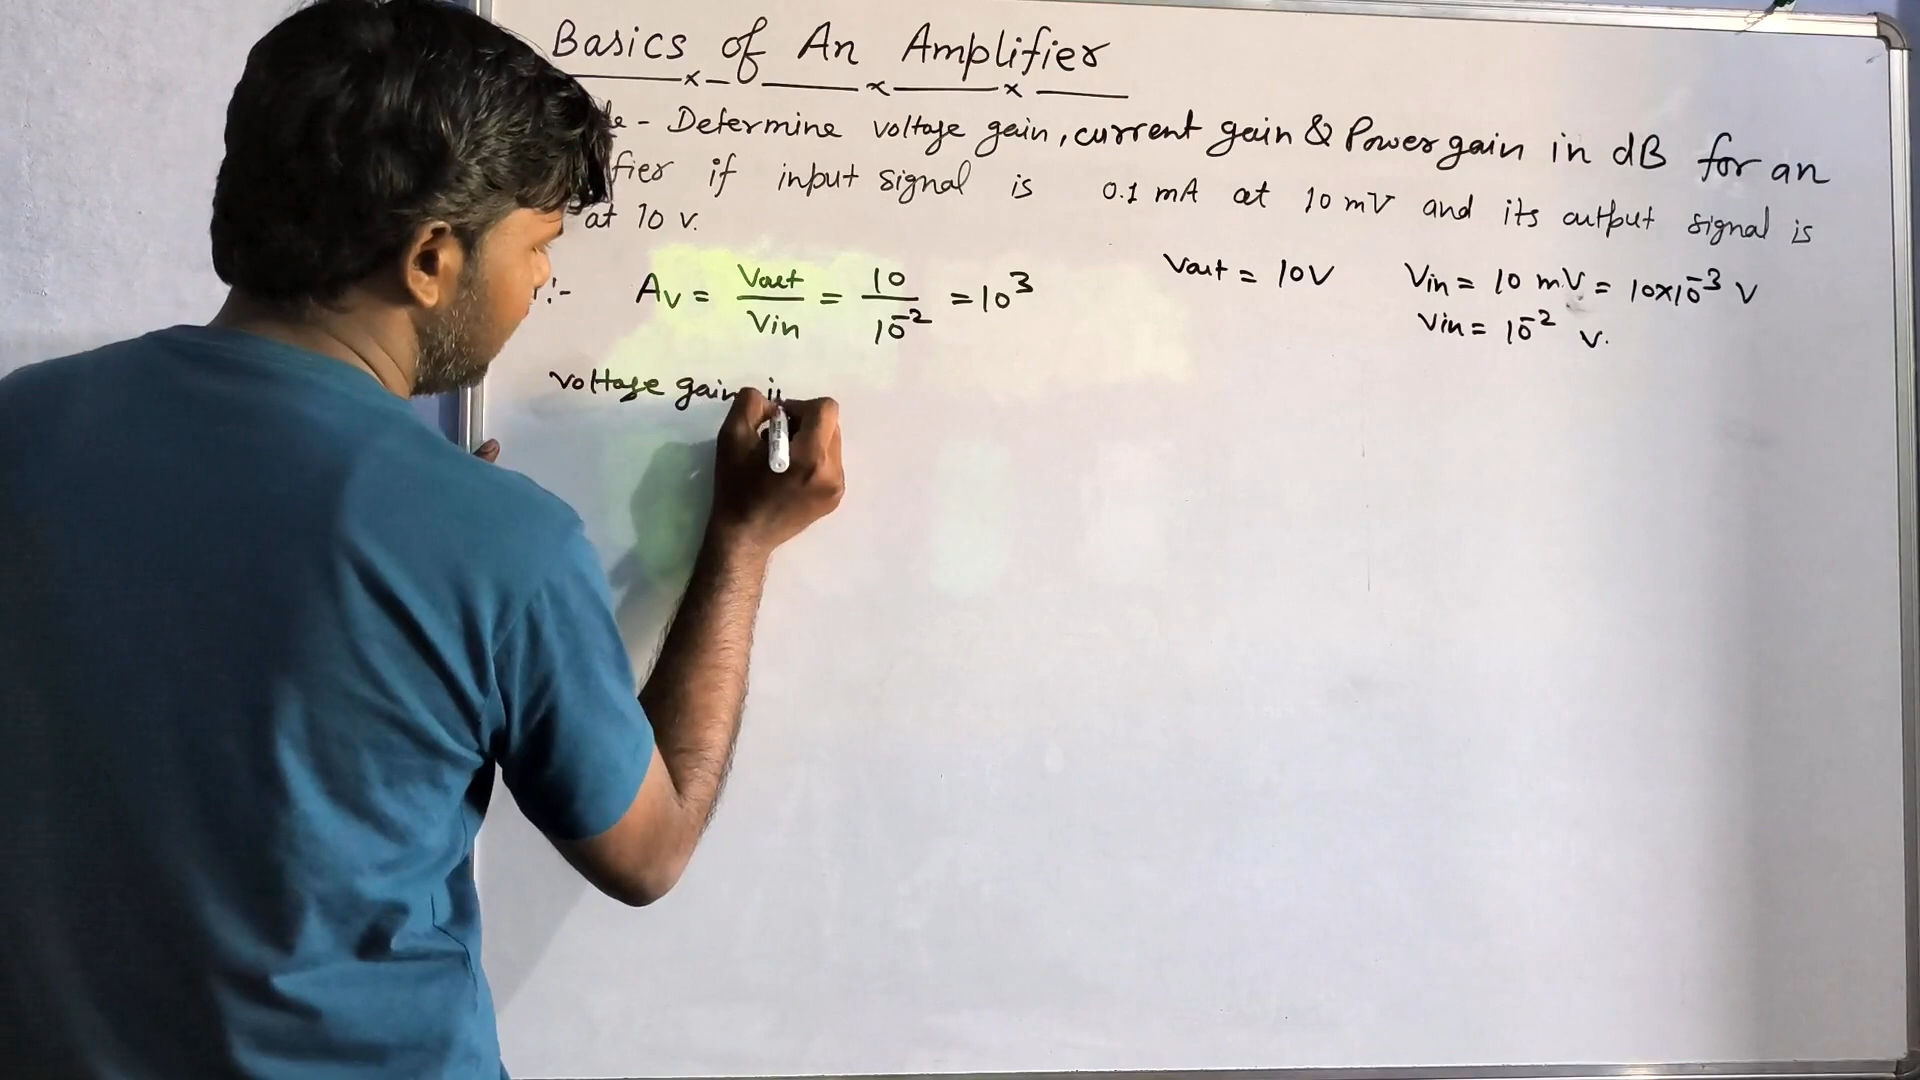 Basics of An Amplifier
- Determine voltage gain, current gain & Power gain in dB for an
fier if input signal is 0.1 mA at 10 mV and its output signal is
at 10 V.
:- Av = Vout / Vin = 10 / 10⁻² = 10³ Vout = 10V Vin = 10 mV = 10×10⁻³ V
Vin = 10⁻² V.
voltage gain i